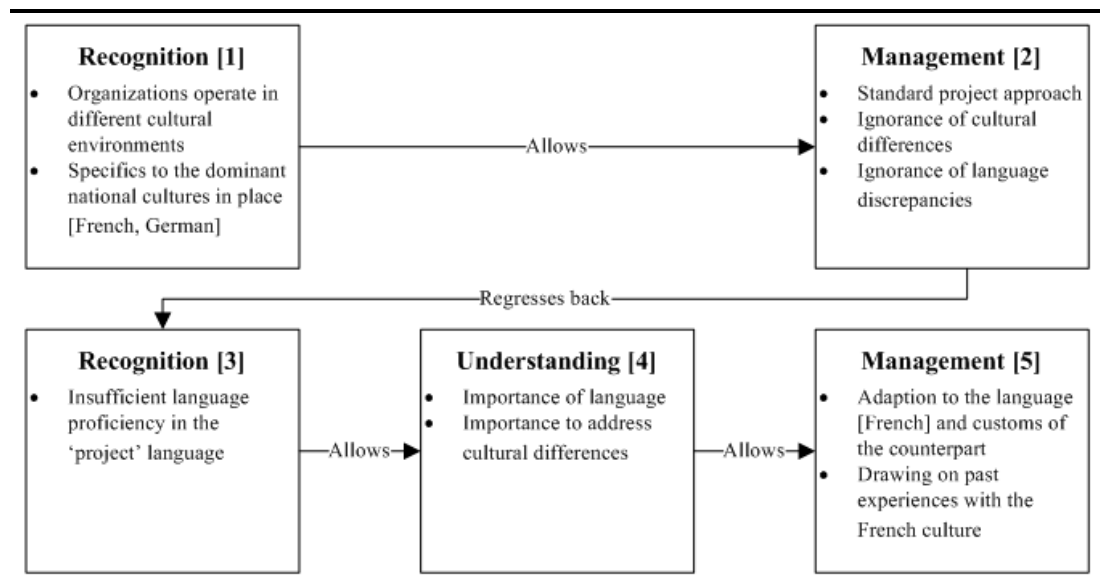 Recognition [1]
• Organizations operate in
different cultural
environments
• Specifics to the dominant
national cultures in place
[French, German]
Allows
Management [2]
• Standard project approach
• Ignorance of cultural
differences
• Ignorance of language
discrepancies
Regresses back
Recognition [3]
• Insufficient language
proficiency in the
‘project’ language
Allows
Understanding [4]
• Importance of language
• Importance to address
cultural differences
Allows
Management [5]
• Adaption to the language
[French] and customs of
the counterpart
• Drawing on past
experiences with the
French culture